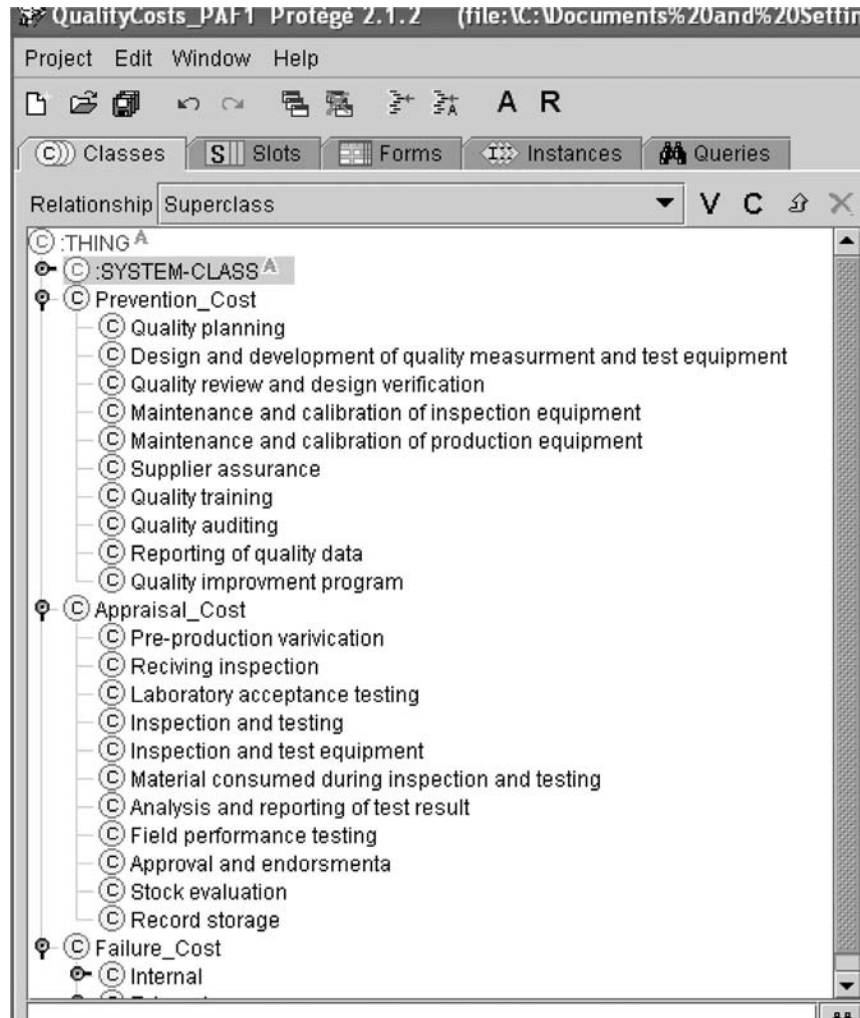 QualityCosts_PAF1 Protégé 2.1.2 (file:\C:\Documents%20and%20Settin
Project Edit Window Help
A R
C Classes S Slots Forms I Instances Queries
Relationship Superclass V C
C :THING A
C :SYSTEM-CLASS A
C Prevention_Cost
C Quality planning
C Design and development of quality measurment and test equipment
C Quality review and design verification
C Maintenance and calibration of inspection equipment
C Maintenance and calibration of production equipment
C Supplier assurance
C Quality training
C Quality auditing
C Reporting of quality data
C Quality improvment program
C Appraisal_Cost
C Pre-production varivication
C Reciving inspection
C Laboratory acceptance testing
C Inspection and testing
C Inspection and test equipment
C Material consumed during inspection and testing
C Analysis and reporting of test result
C Field performance testing
C Approval and endorsmenta
C Stock evaluation
C Record storage
C Failure_Cost
C Internal